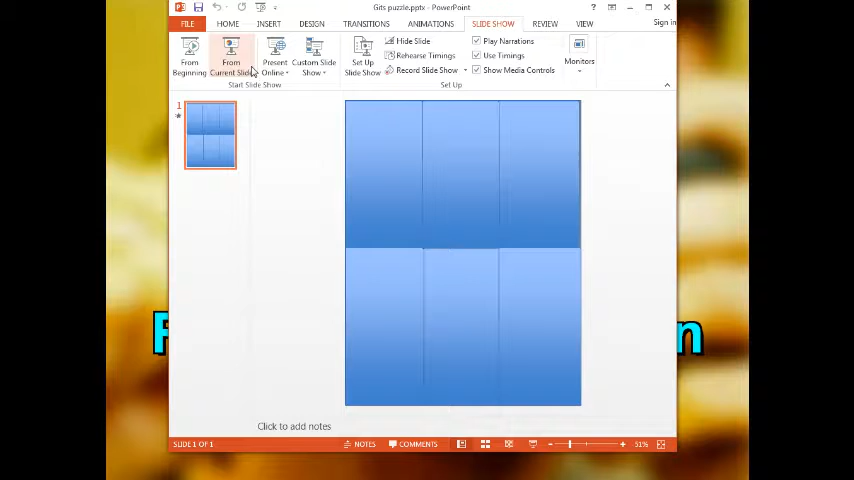 Gits puzzle.pptx - PowerPoint
?
FILE HOME INSERT DESIGN TRANSITIONS ANIMATIONS SLIDE SHOW REVIEW VIEW Sign in
From Beginning
From Current Slide
Present Online
Custom Slide Show
Set Up Slide Show
Hide Slide
Rehearse Timings
Record Slide Show
Play Narrations
Use Timings
Show Media Controls
Monitors
Start Slide Show Set Up
1
F n
Click to add notes
SLIDE 1 OF 1 NOTES COMMENTS 51%